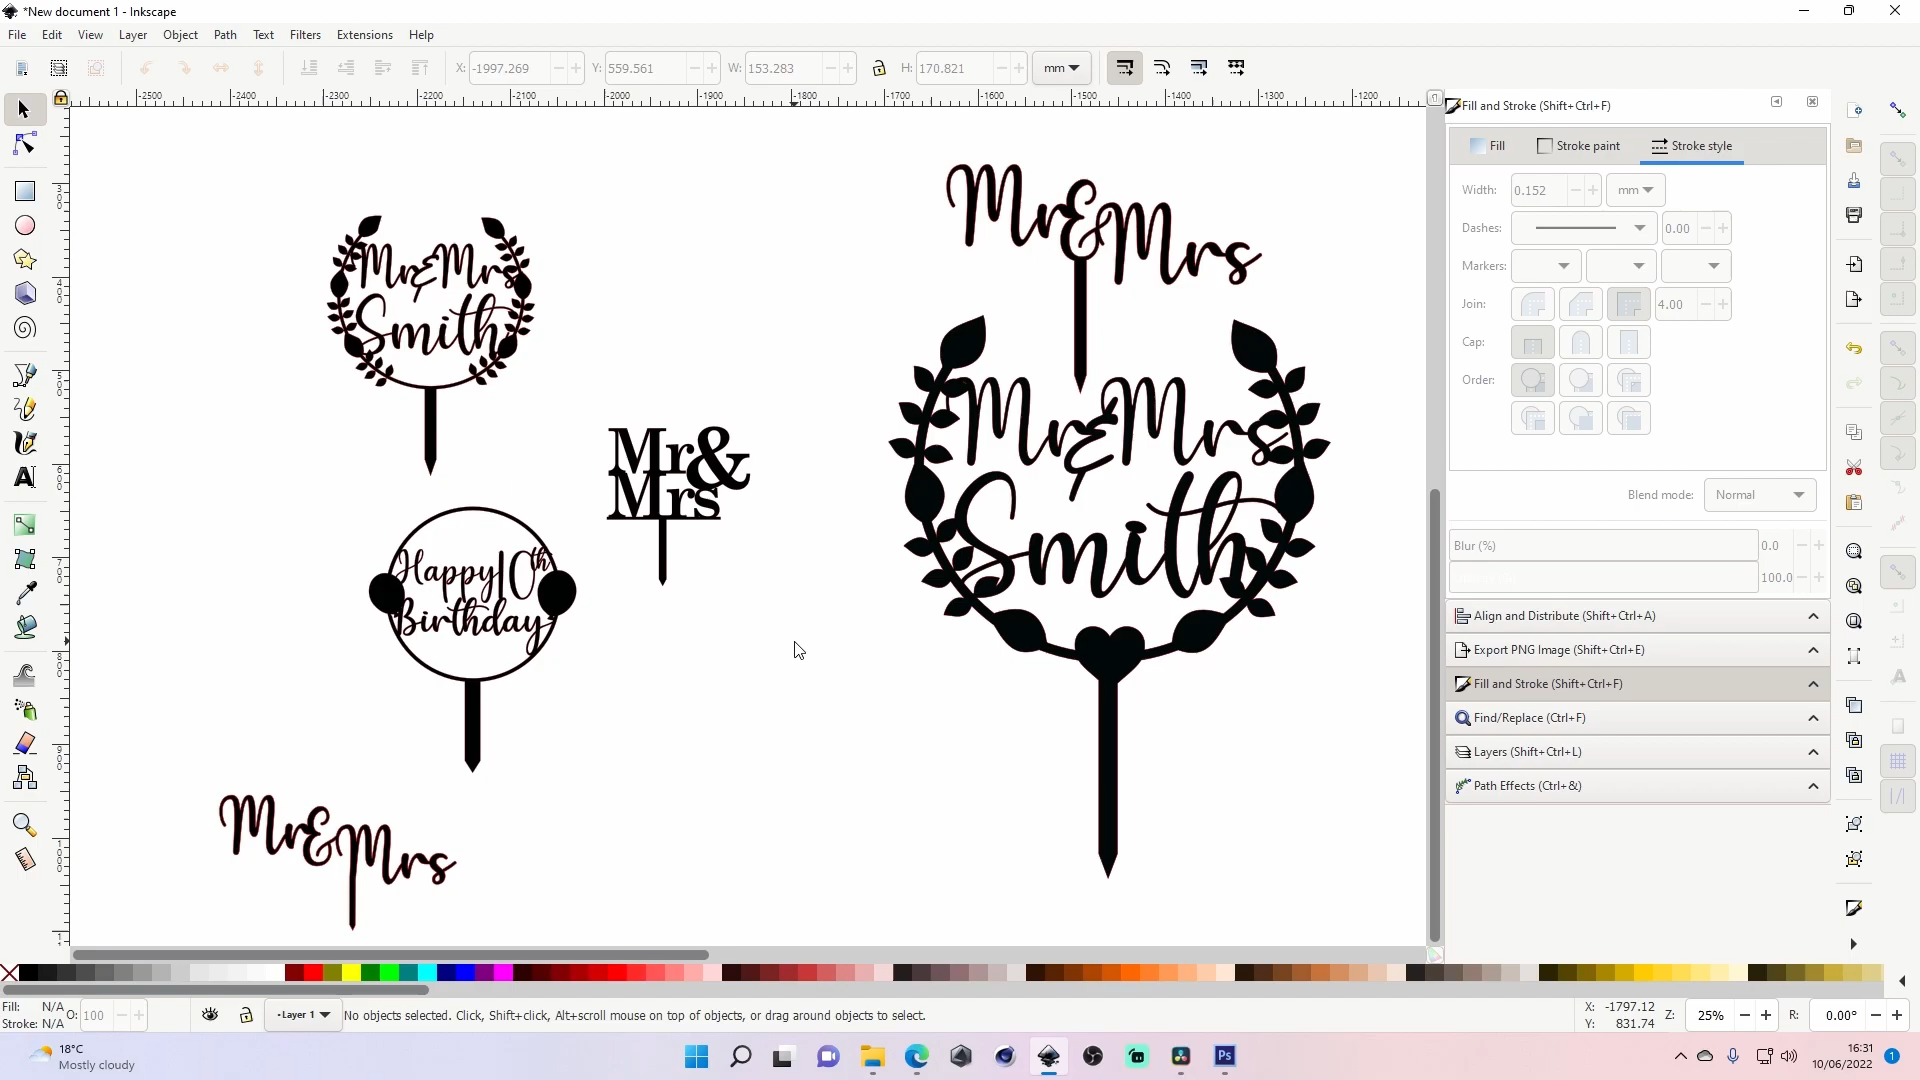 *New document 1 - Inkscape
File Edit View Layer Object Path Text Filters Extensions Help
X: -1997.269 Y: 559.561 W: 153.283 H: 170.821 mm
-2500 -2400 -2300 -2200 -2100 -2000 -1900 -1800 -1700 -1600 -1500 -1400 -1300 -1200
Fill and Stroke (Shift+Ctrl+F)
Fill Stroke paint Stroke style
Width: 0.152 mm
Dashes: 0.00
Markers:
Join: 4.00
Cap:
Order:
Blend mode: Normal
Blur (%) 0.0
100.0
Align and Distribute (Shift+Ctrl+A)
Export PNG Image (Shift+Ctrl+E)
Fill and Stroke (Shift+Ctrl+F)
Find/Replace (Ctrl+F)
Layers (Shift+Ctrl+L)
Path Effects (Ctrl+&)
Mr&Mrs
Smith
Mr&
Mrs
Happy 10th
Birthday
Mr&Mrs
Mr&Mrs
Mr&Mrs
Smith
Fill: N/A
Stroke: N/A
O: 100
Layer 1
No objects selected. Click, Shift+click, Alt+scroll mouse on top of objects, or drag around objects to select.
X: -1797.12
Y: 831.74
Z: 25%
R: 0.00°
18°C
Mostly cloudy
Ps
16:31
10/06/2022
1